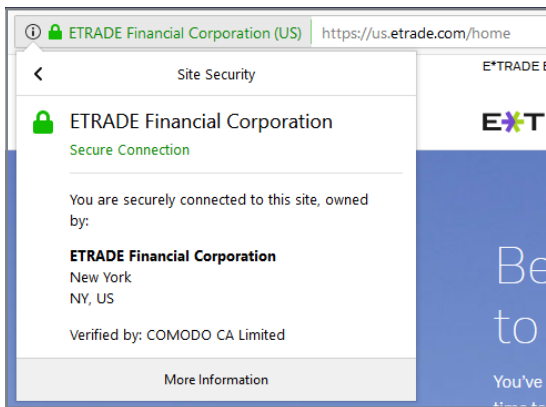 ETRADE Financial Corporation (US) https://us.etrade.com/home
Site Security
E*TRADE
E*T
ETRADE Financial Corporation
Secure Connection
You are securely connected to this site, owned
by:
ETRADE Financial Corporation
New York
NY, US
Verified by: COMODO CA Limited
More Information
Be
to
You've